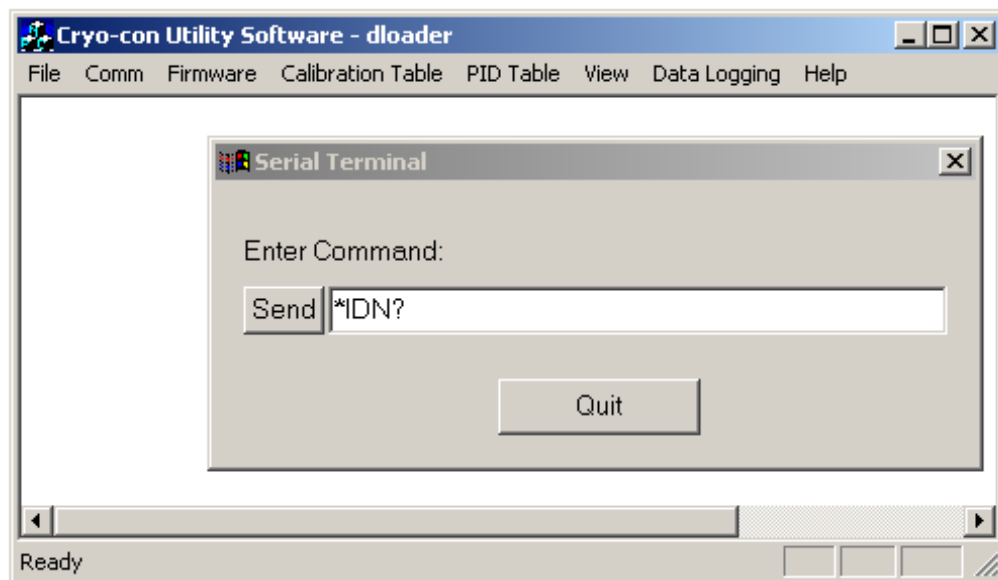 Cryo-con Utility Software - dloader
File Comm Firmware Calibration Table PID Table View Data Logging Help
Serial Terminal
Enter Command:
Send *IDN?
Quit
Ready